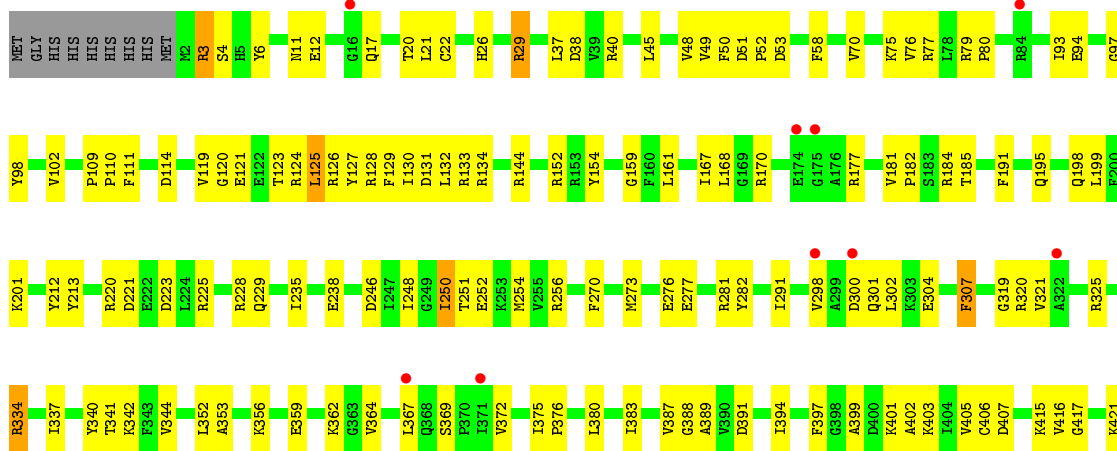 MET GLY HIS HIS HIS HIS HIS HIS MET M2 R3 S4 H5 Y6 N11 E12 G16 Q17 T20 L21 C22 H26 R29 L37 D38 V39 R40 L45 V48 V49 F50 D51 P52 D53 F58 V70 K75 V76 R77 L78 R79 P80 R84 I93 E94 G97
Y98 V102 P109 P110 F111 D114 V119 G120 E121 E122 T123 R124 L125 R126 Y127 R128 F129 I130 D131 L132 R133 R134 R144 R152 R153 Y154 G159 F160 L161 I167 L168 G169 R170 E174 G175 A176 R177 V181 P182 S183 R184 T185 F191 Q195 Q198 L199 E200
K201 Y212 Y213 R220 D221 E222 D223 L224 R225 R228 Q229 I235 E238 D246 I247 I248 G249 I250 T251 E252 K253 M254 V255 R256 F270 M273 E276 E277 R281 Y282 I291 V298 A299 D300 Q301 L302 K303 E304 F307 G319 R320 V321 A322 R325
R334 I337 Y340 T341 K342 F343 V344 L352 A353 K356 E359 K362 G363 V364 L367 Q368 S369 P370 I371 V372 I375 P376 L380 I383 V387 G388 A389 V390 D391 I394 F397 G398 A399 D400 K401 A402 K403 I404 V405 C406 D407 K415 V416 G417 K421